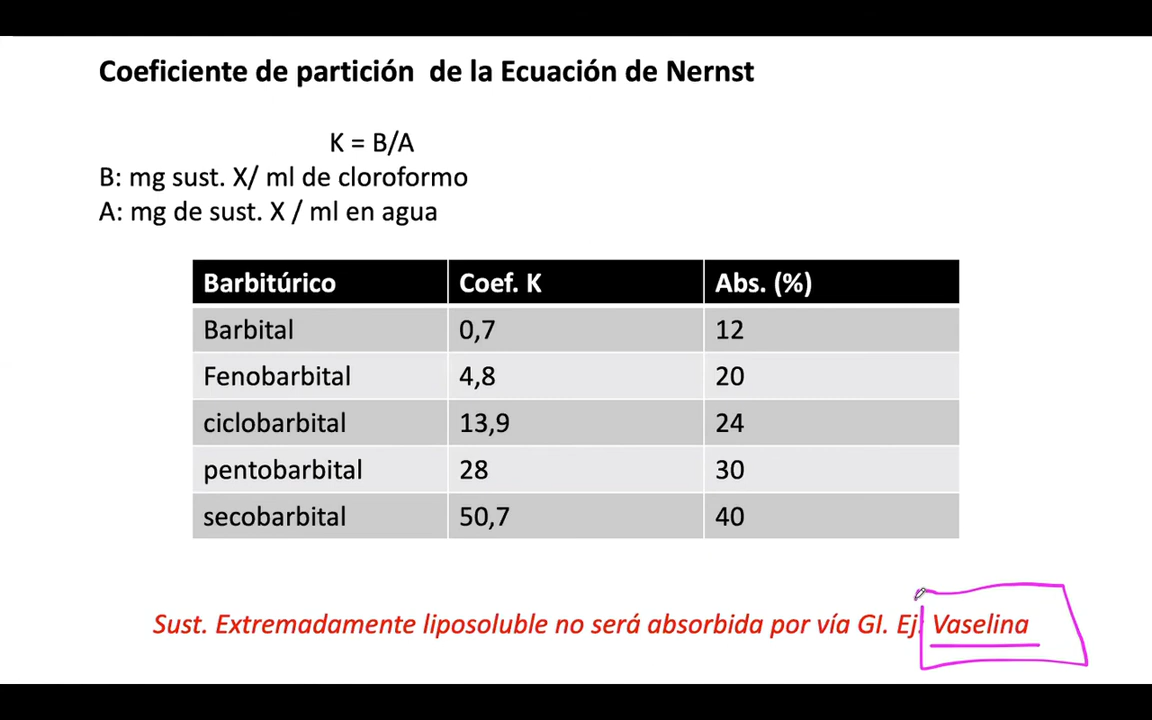 Coeficiente de partición de la Ecuación de Nernst
K = B/A
B: mg sust. X/ ml de cloroformo
A: mg de sust. X / ml en agua
Barbitúrico Coef. K Abs. (%)
Barbital 0,7 12
Fenobarbital 4,8 20
ciclobarbital 13,9 24
pentobarbital 28 30
secobarbital 50,7 40
Sust. Extremadamente liposoluble no será absorbida por vía GI. Ej. Vaselina